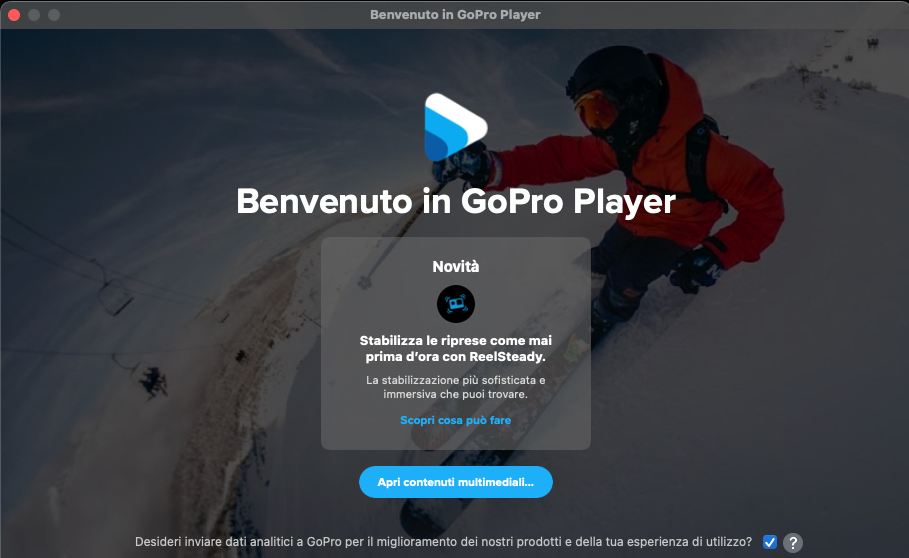 Benvenuto in GoPro Player
Benvenuto in GoPro Player
Novità
Stabilizza le riprese come mai
prima d’ora con ReelSteady.
La stabilizzazione più sofisticata e
immersiva che puoi trovare.
Scopri cosa può fare
Apri contenuti multimediali...
Desideri inviare dati analitici a GoPro per il miglioramento dei nostri prodotti e della tua esperienza di utilizzo? ?